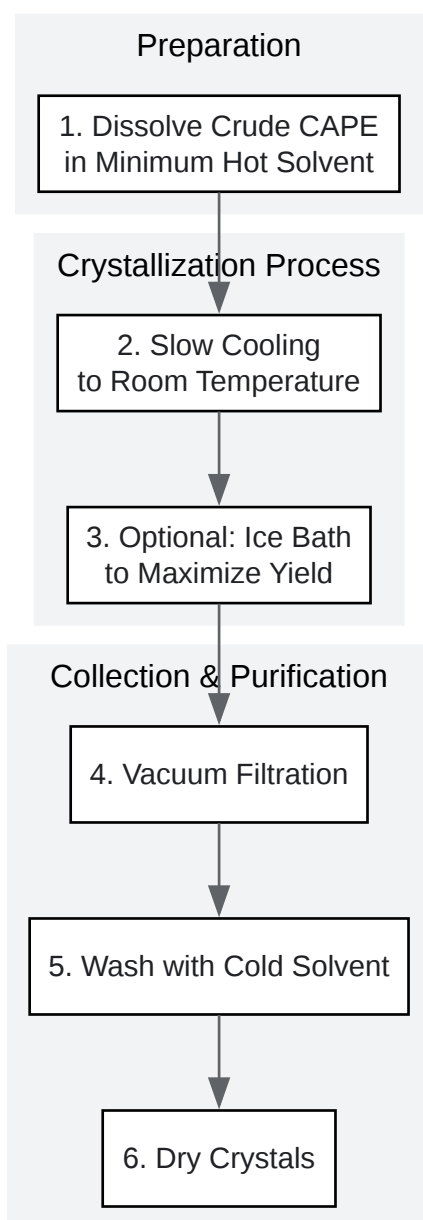 Preparation
1. Dissolve Crude CAPE
in Minimum Hot Solvent
Crystallization Process
2. Slow Cooling
to Room Temperature
3. Optional: Ice Bath
to Maximize Yield
Collection & Purification
4. Vacuum Filtration
5. Wash with Cold Solvent
6. Dry Crystals